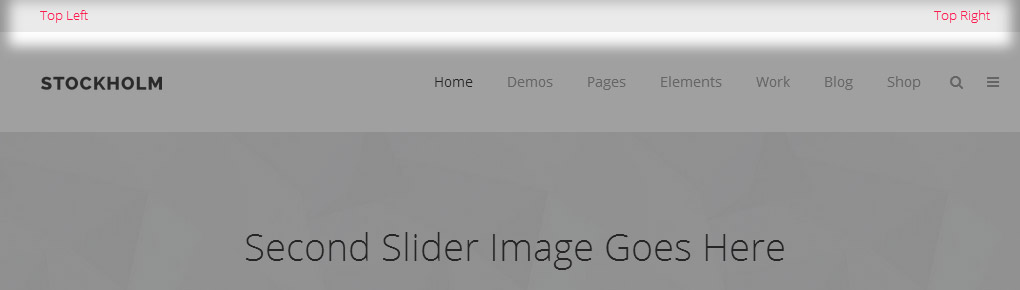 Top Left Top Right
STOCKHOLM Home Demos Pages Elements Work Blog Shop
Second Slider Image Goes Here